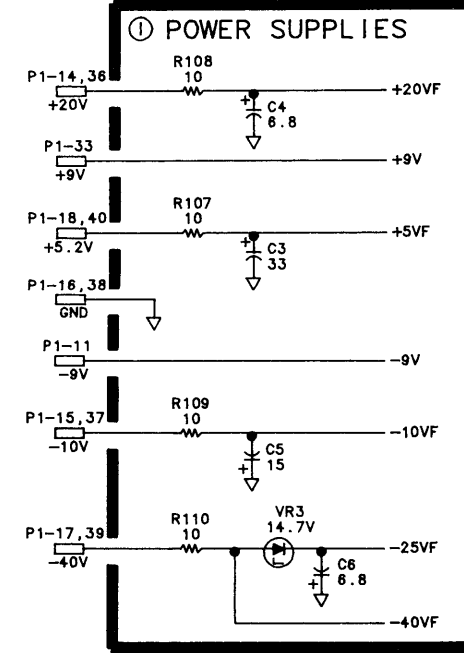 ① POWER SUPPLIES
R108
10
P1-14,36
+20V
+20VF
+
C4
6.8
P1-33
+9V
+9V
R107
10
P1-18,40
+5.2V
+5VF
+
C3
33
P1-16,38
GND
P1-11
-9V
-9V
R109
10
P1-15,37
-10V
-10VF
C5
15
+
R110
10
VR3
14.7V
P1-17,39
-40V
-25VF
C6
6.8
+
-40VF